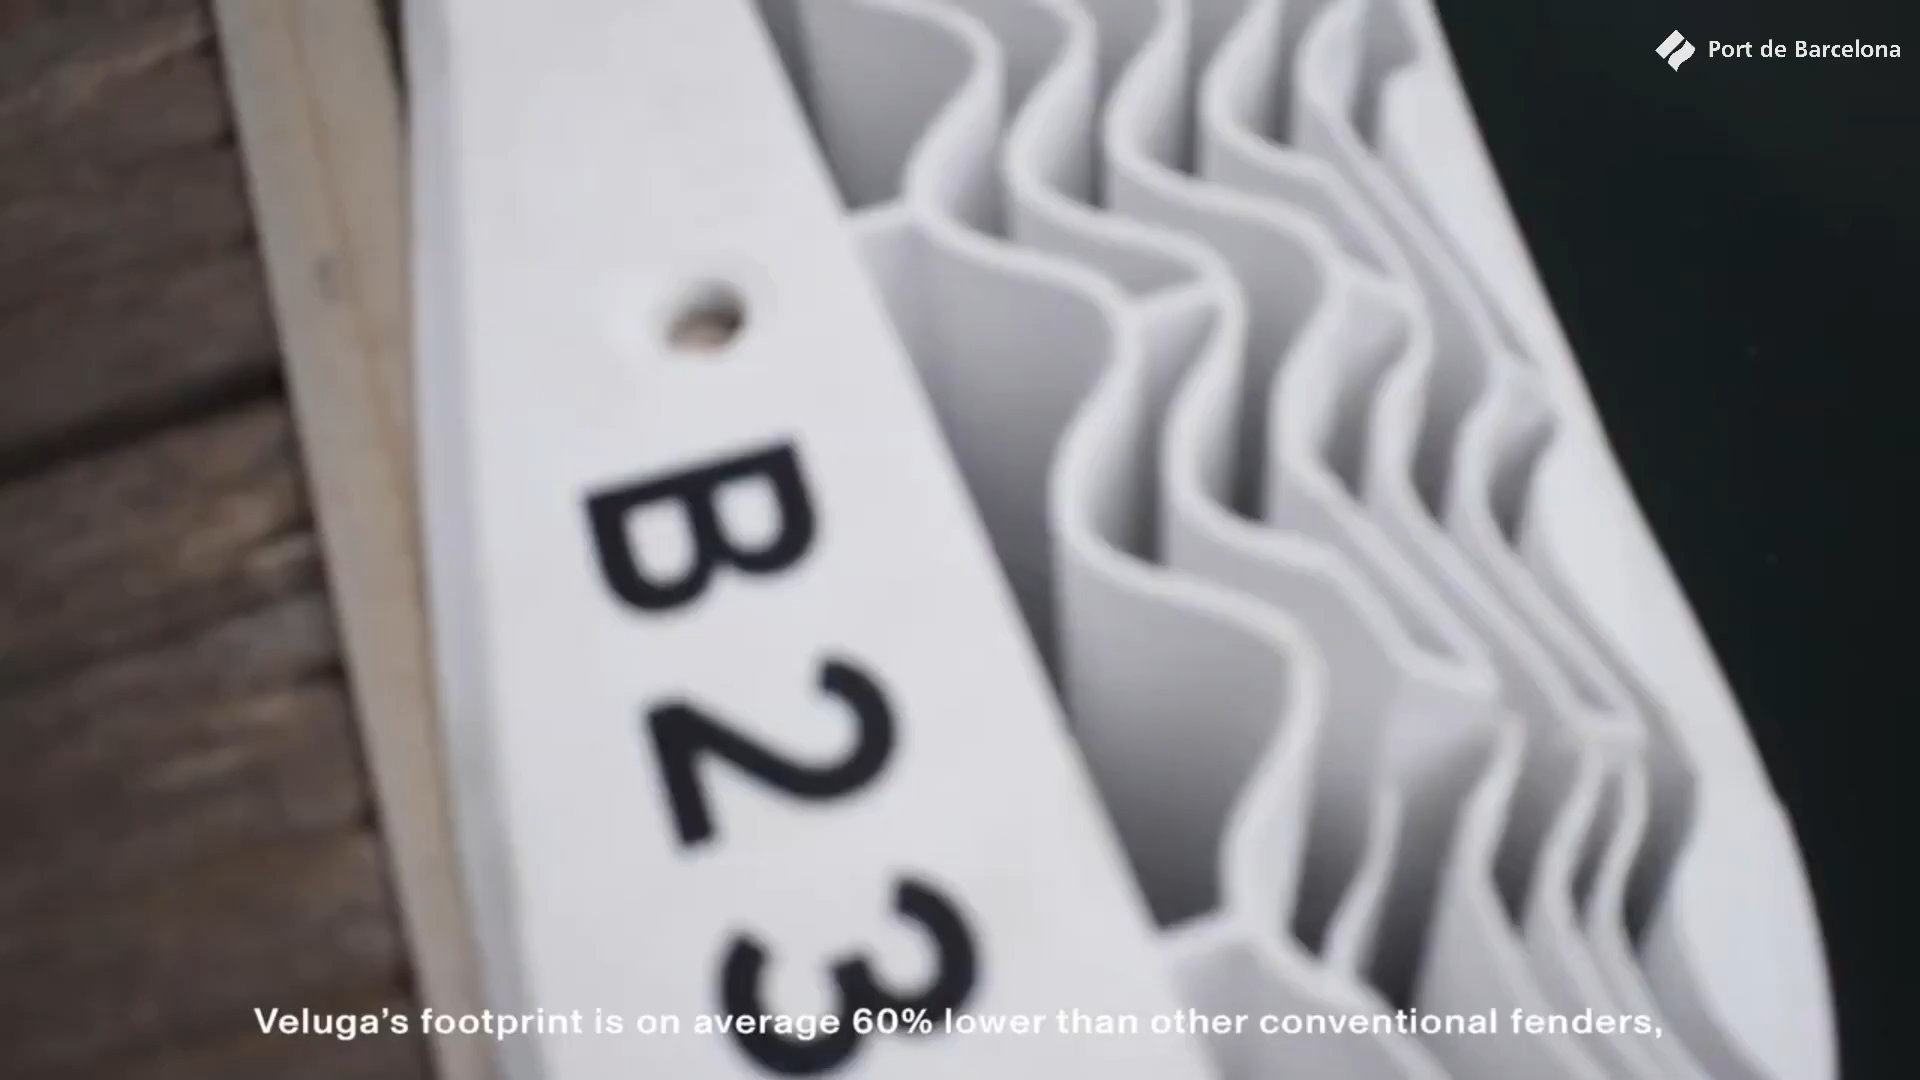 Port de Barcelona
B23
Veluga’s footprint is on average 60% lower than other conventional fenders,